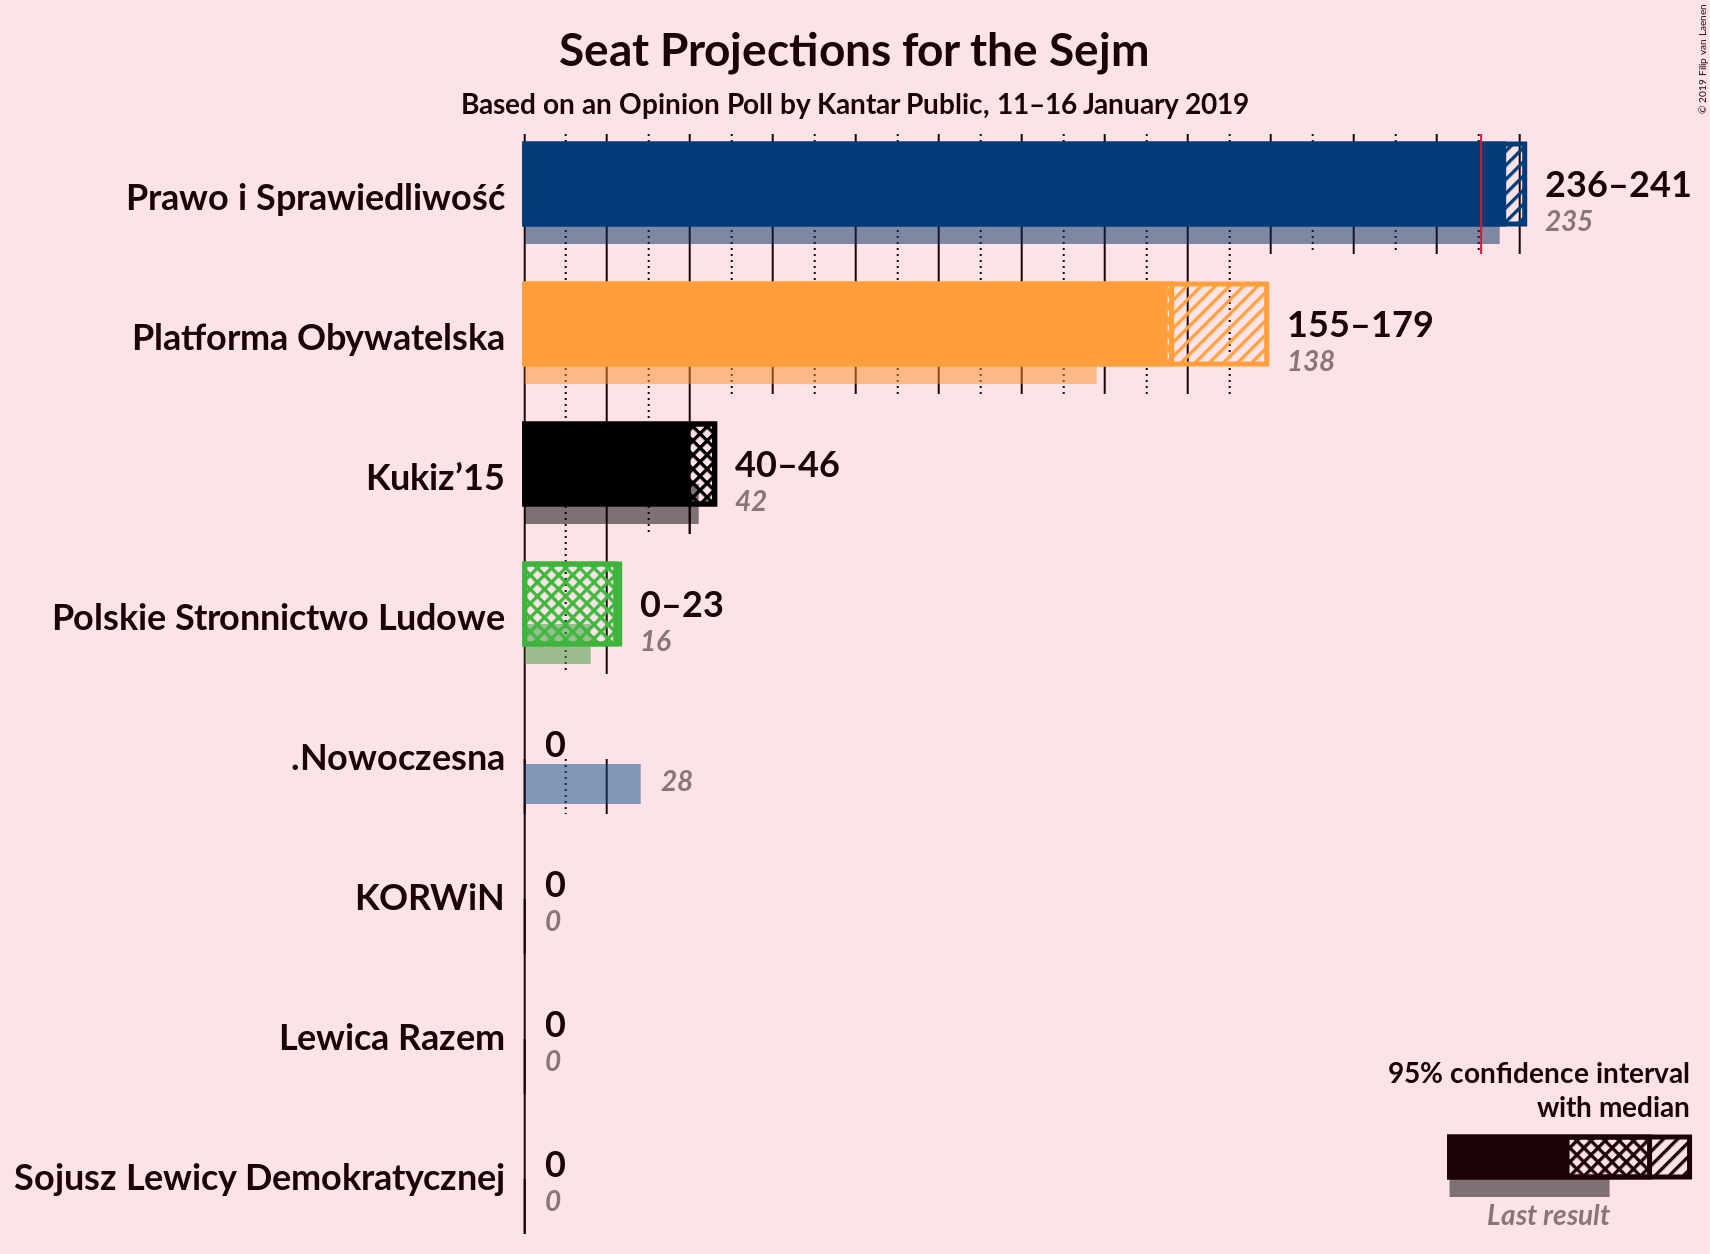 Seat Projections for the Sejm
Based on an Opinion Poll by Kantar Public, 11–16 January 2019
© 2019 Filip van Laenen
Prawo i Sprawiedliwość
236–241
235
Platforma Obywatelska
155–179
138
Kukiz’15
40–46
42
Polskie Stronnictwo Ludowe
0–23
16
.Nowoczesna
0
28
KORWiN
0
0
Lewica Razem
0
0
Sojusz Lewicy Demokratycznej
0
0
95% confidence interval
with median
Last result